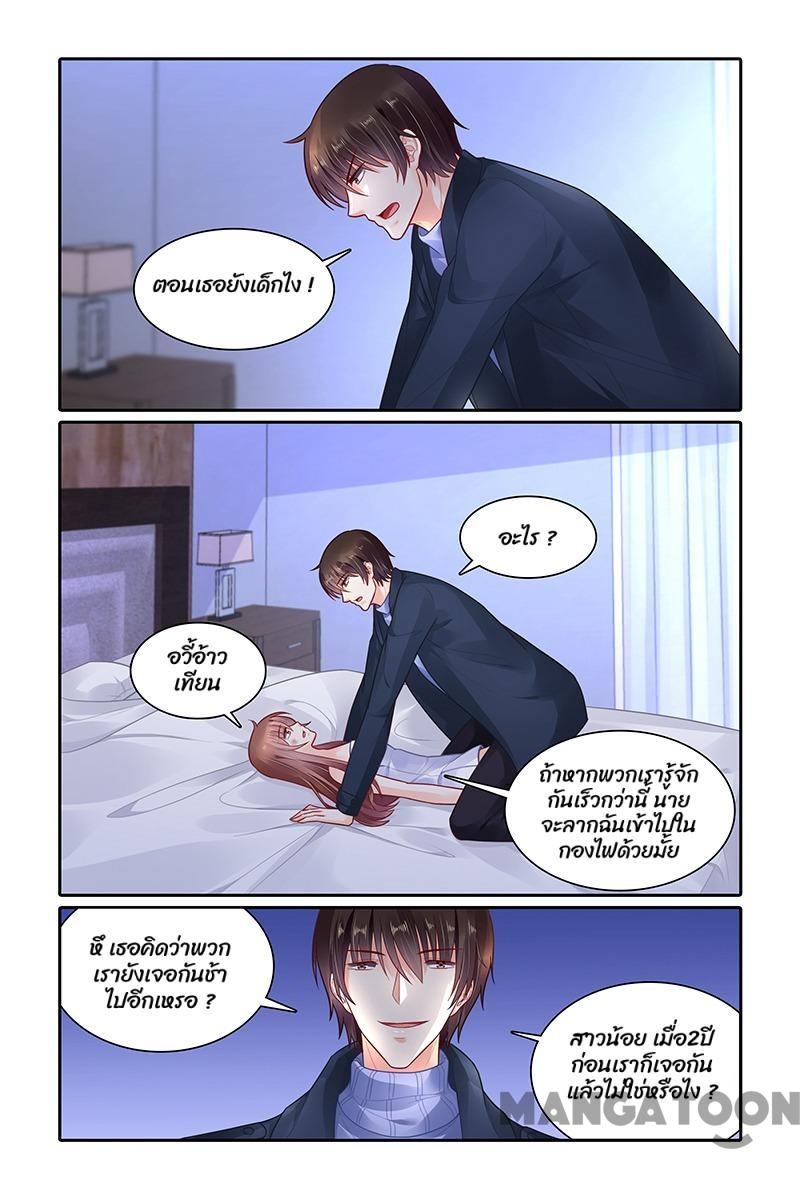 ตอนเธอยังเด็กไง !
อะไร ?
อวี้อ้าว
เทียน
ถ้าหากพวกเรารู้จัก
กันเร็วกว่านี้ นาย
จะลากฉันเข้าไปใน
กองไฟด้วยมั้ย
หึ เธอคิดว่าพวก
เรายังเจอกันช้า
ไปอีกเหรอ ?
สาวน้อย เมื่อ2ปี
ก่อนเราก็เจอกัน
แล้วไม่ใช่หรือไง ?
MANGATOON